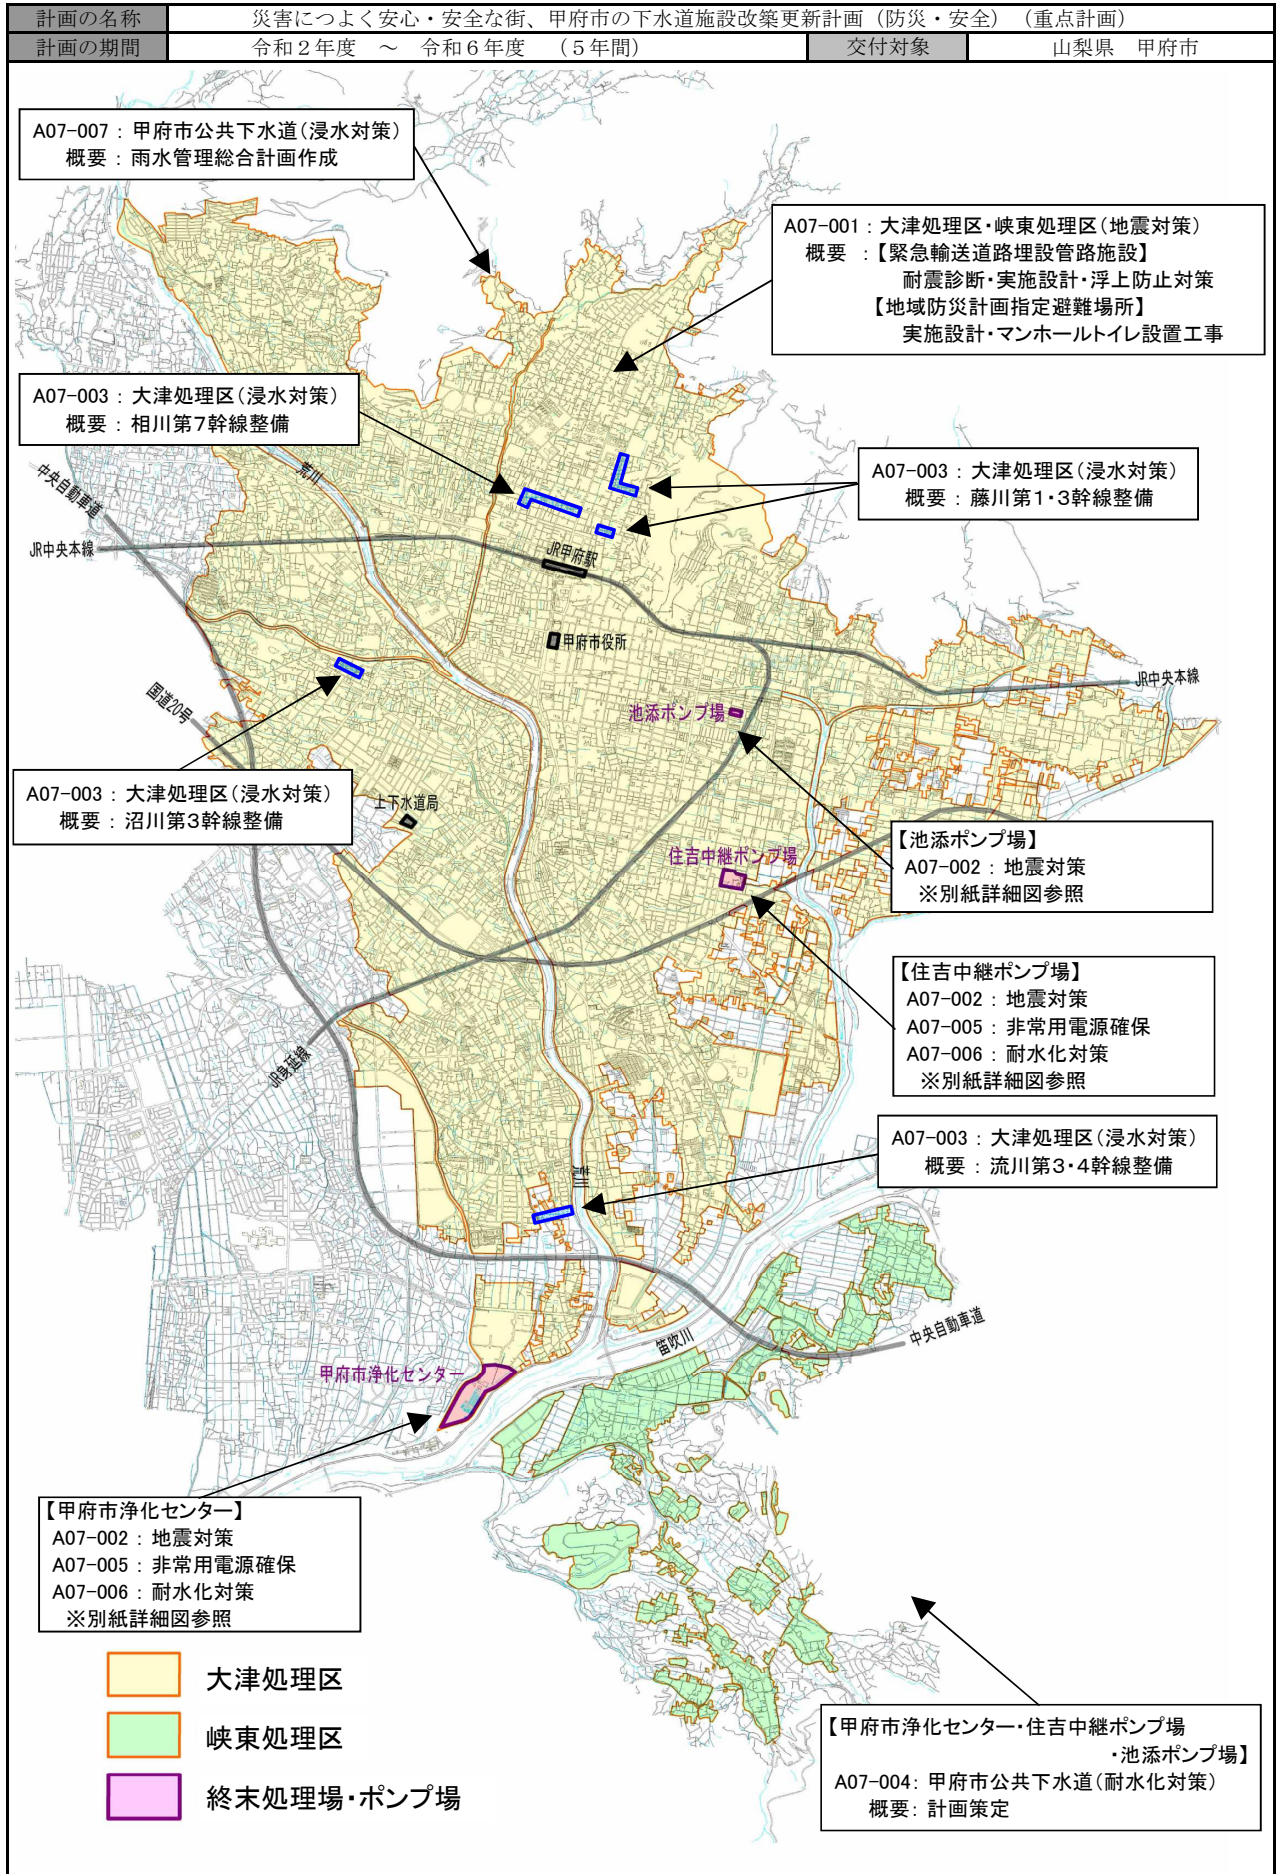 計画の名称 災害につよく安心・安全な街、甲府市の下水道施設改築更新計画（防災・安全）（重点計画）
計画の期間 令和２年度 ～ 令和６年度 （５年間） 交付対象 山梨県 甲府市
A07-007：甲府市公共下水道(浸水対策)
概要：雨水管理総合計画作成
A07-001：大津処理区・峡東処理区(地震対策)
概要：【緊急輸送道路埋設管路施設】
耐震診断・実施設計・浮上防止対策
【地域防災計画指定避難場所】
実施設計・マンホールトイレ設置工事
A07-003：大津処理区(浸水対策)
概要：相川第7幹線整備
A07-003：大津処理区(浸水対策)
概要：藤川第1・3幹線整備
中央自動車道
荒川
JR中央本線
JR甲府駅
甲府市役所
JR中央本線
国道20号
池添ポンプ場
A07-003：大津処理区(浸水対策)
概要：沼川第3幹線整備
上下水道局
住吉中継ポンプ場
【池添ポンプ場】
A07-002：地震対策
※別紙詳細図参照
【住吉中継ポンプ場】
A07-002：地震対策
A07-005：非常用電源確保
A07-006：耐水化対策
※別紙詳細図参照
JR身延線
A07-003：大津処理区(浸水対策)
概要：流川第3・4幹線整備
荒川
笛吹川
中央自動車道
甲府市浄化センター
【甲府市浄化センター】
A07-002：地震対策
A07-005：非常用電源確保
A07-006：耐水化対策
※別紙詳細図参照
大津処理区
峡東処理区
終末処理場・ポンプ場
【甲府市浄化センター・住吉中継ポンプ場
・池添ポンプ場】
A07-004：甲府市公共下水道(耐水化対策)
概要：計画策定